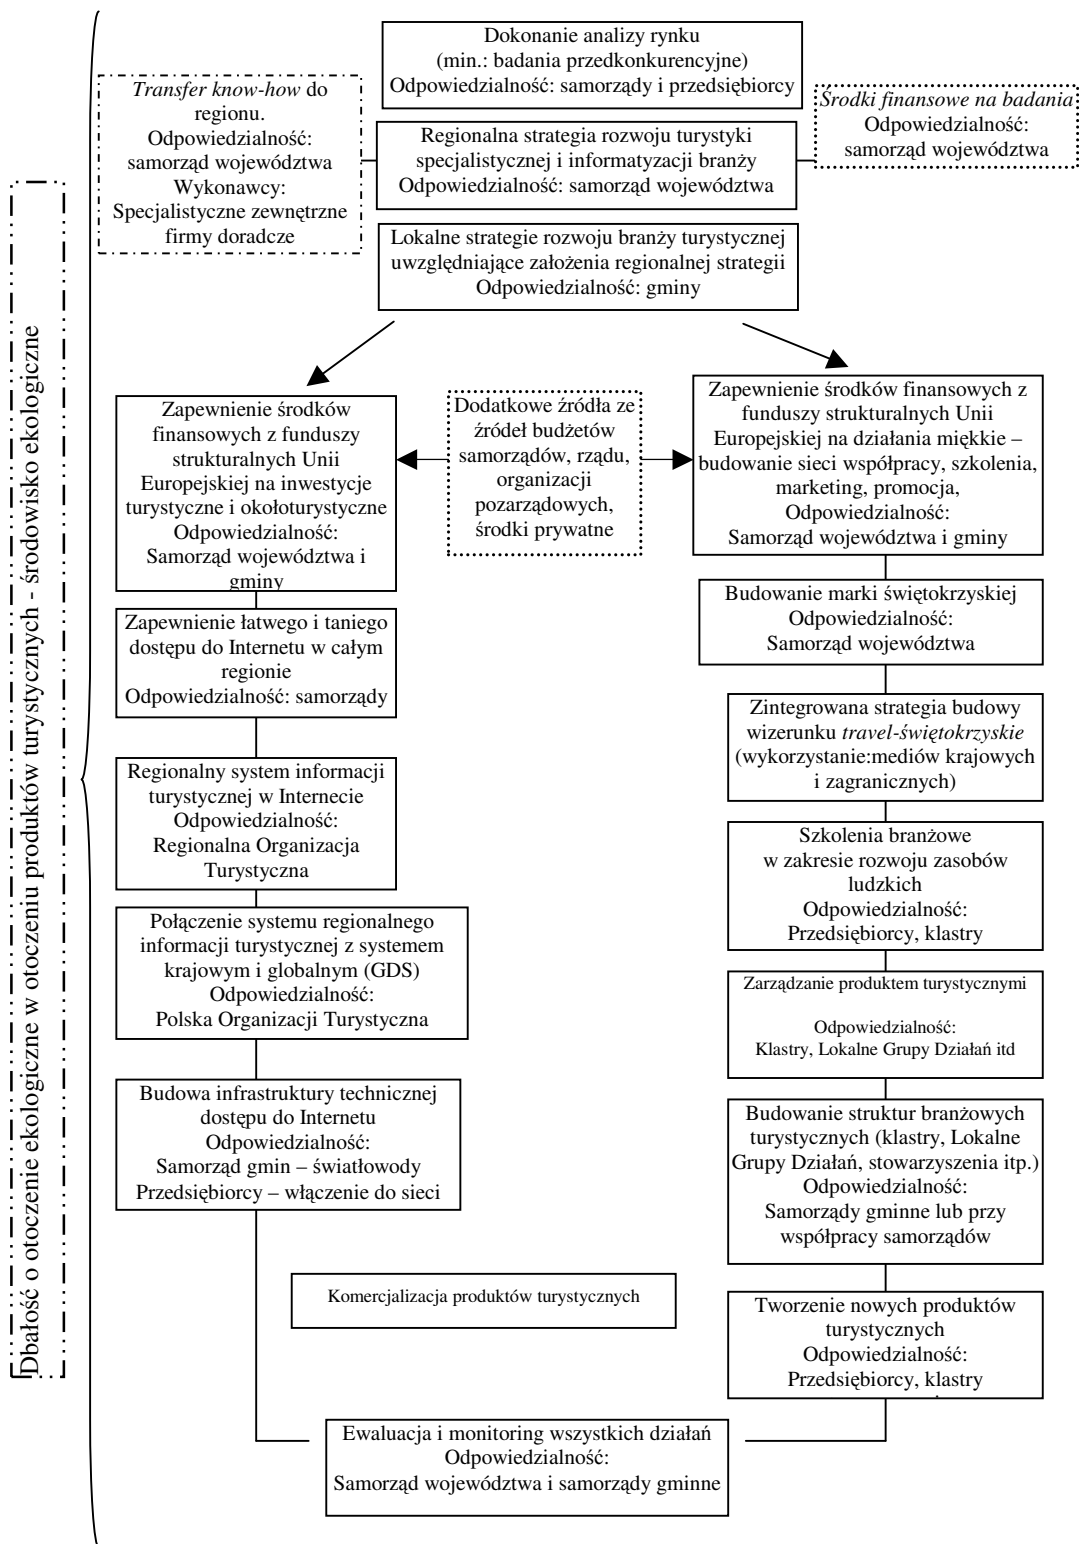 Dokonanie analizy rynku
(min.: badania przedkonkurencyjne)
Odpowiedzialność: samorządy i przedsiębiorcy
Transfer know-how do
regionu.
Odpowiedzialność:
samorząd województwa
Wykonawcy:
Specjalistyczne zewnętrzne
firmy doradcze
Regionalna strategia rozwoju turystyki
specjalistycznej i informatyzacji branży
Odpowiedzialność: samorząd województwa
Środki finansowe na badania
Odpowiedzialność:
samorząd województwa
Lokalne strategie rozwoju branży turystycznej
uwzględniające założenia regionalnej strategii
Odpowiedzialność: gminy
Dbałość o otoczenie ekologiczne w otoczeniu produktów turystycznych - środowisko ekologiczne
Zapewnienie środków
finansowych z funduszy
strukturalnych Unii
Europejskiej na inwestycje
turystyczne i okołoturystyczne
Odpowiedzialność:
Samorząd województwa i
gminy
Dodatkowe źródła ze
źródeł budżetów
samorządów, rządu,
organizacji
pozarządowych,
środki prywatne
Zapewnienie środków finansowych z
funduszy strukturalnych Unii
Europejskiej na działania miękkie –
budowanie sieci współpracy, szkolenia,
marketing, promocja,
Odpowiedzialność:
Samorząd województwa i gminy
Zapewnienie łatwego i taniego
dostępu do Internetu w całym
regionie
Odpowiedzialność: samorządy
Regionalny system informacji
turystycznej w Internecie
Odpowiedzialność:
Regionalna Organizacja
Turystyczna
Połączenie systemu regionalnego
informacji turystycznej z systemem
krajowym i globalnym (GDS)
Odpowiedzialność:
Polska Organizacji Turystyczna
Budowa infrastruktury technicznej
dostępu do Internetu
Odpowiedzialność:
Samorząd gmin – światłowody
Przedsiębiorcy – włączenie do sieci
Budowanie marki świętokrzyskiej
Odpowiedzialność:
Samorząd województwa
Zintegrowana strategia budowy
wizerunku travel-świętokrzyskie
(wykorzystanie:mediów krajowych
i zagranicznych)
Szkolenia branżowe
w zakresie rozwoju zasobów
ludzkich
Odpowiedzialność:
Przedsiębiorcy, klastry
Zarządzanie produktem turystycznymi
Odpowiedzialność:
Klastry, Lokalne Grupy Działań itd
Budowanie struktur branżowych
turystycznych (klastry, Lokalne
Grupy Działań, stowarzyszenia itp.)
Odpowiedzialność:
Samorządy gminne lub przy
współpracy samorządów
Tworzenie nowych produktów
turystycznych
Odpowiedzialność:
Przedsiębiorcy, klastry
Komercjalizacja produktów turystycznych
Ewaluacja i monitoring wszystkich działań
Odpowiedzialność:
Samorząd województwa i samorządy gminne